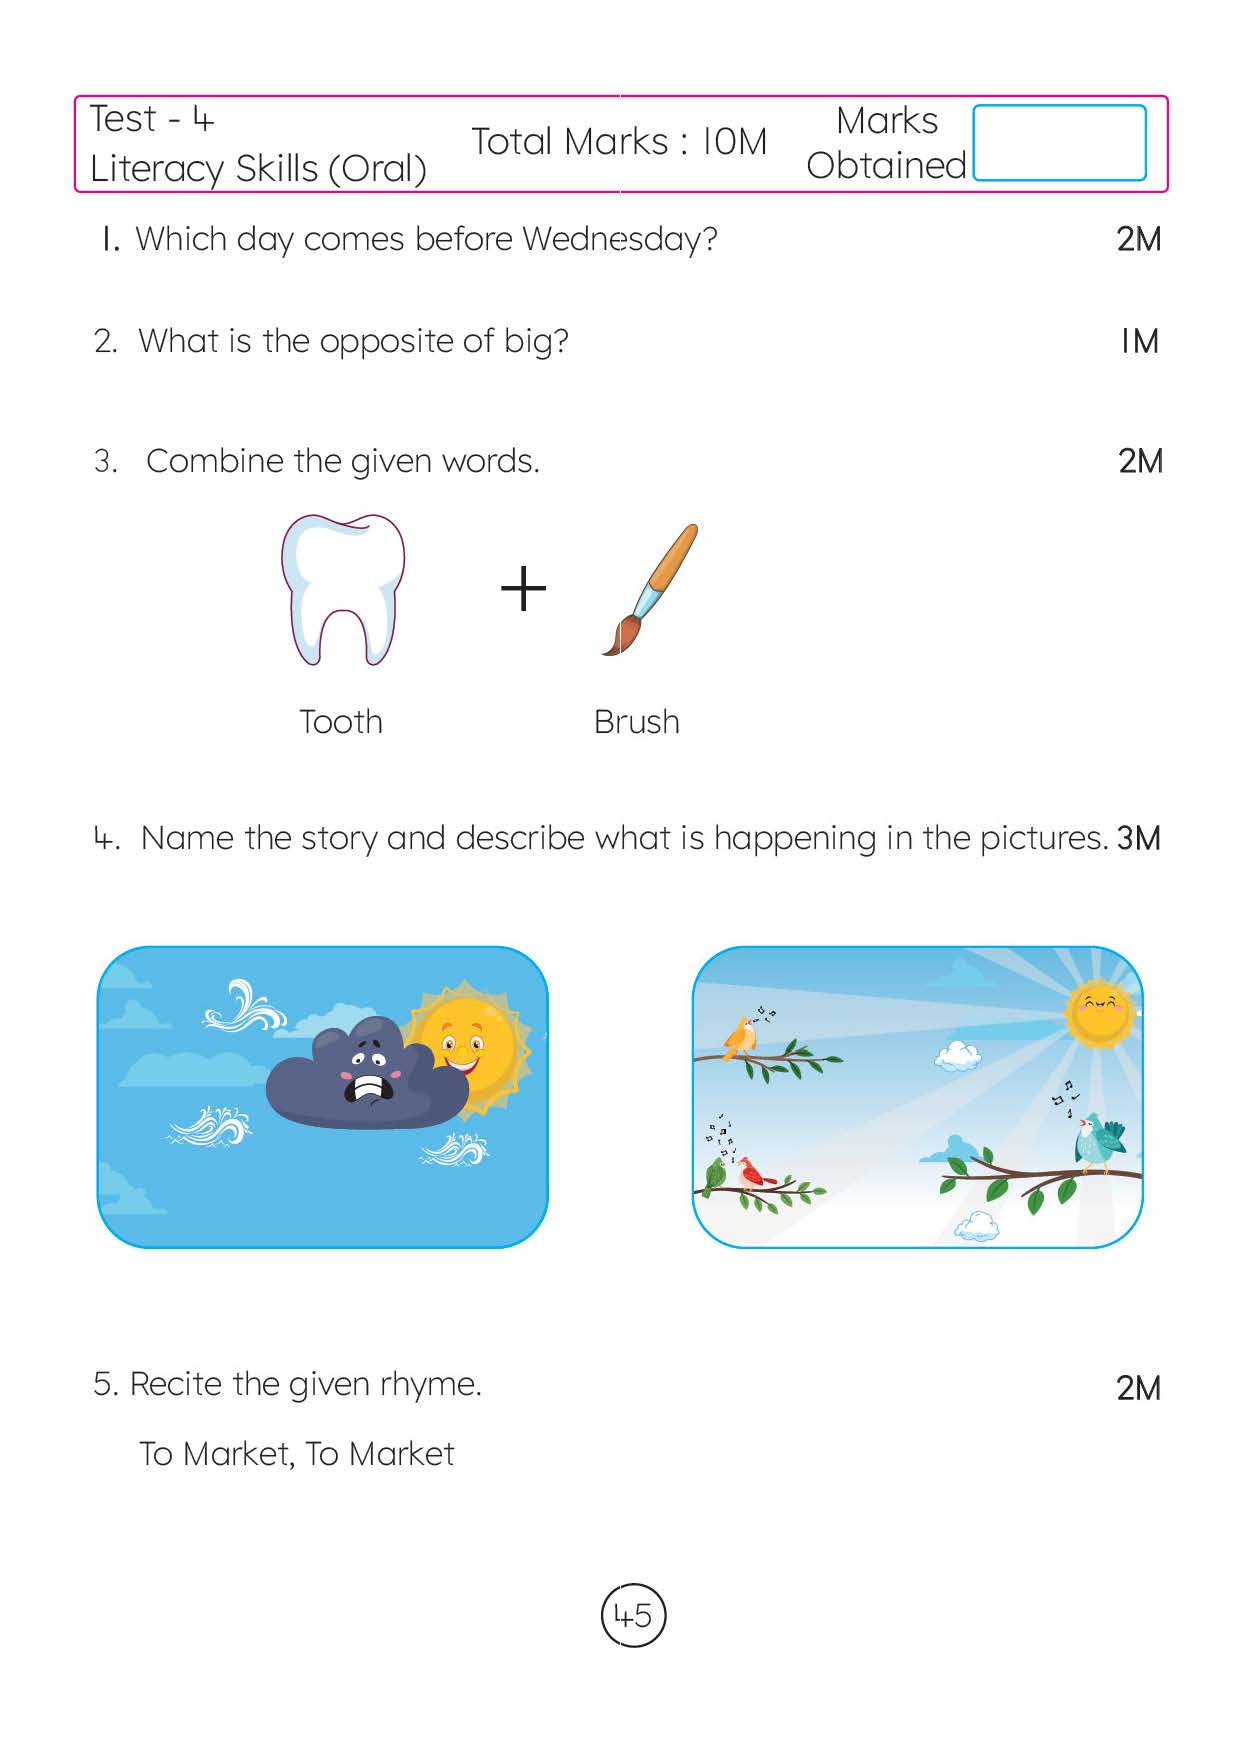 Test - 4
Literacy Skills (Oral)
Total Marks : 10M
Marks
Obtained
1. Which day comes before Wednesday? 2M
2. What is the opposite of big? 1M
3. Combine the given words. 2M
+
Tooth Brush
4. Name the story and describe what is happening in the pictures. 3M
5. Recite the given rhyme. 2M
To Market, To Market
45